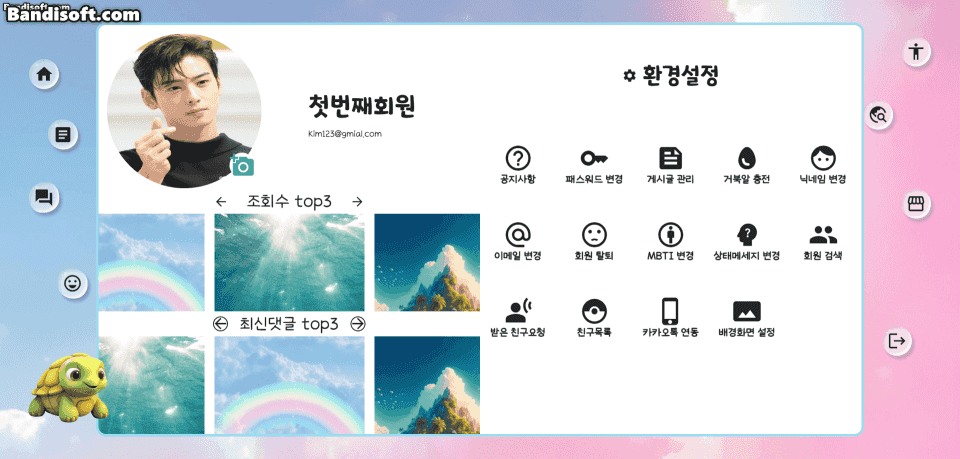 Bandisoft.com
Bandisoft.com
첫번째회원
kim123@gmial.com
조회수 top3
최신댓글 top3
환경설정
공지사항 패스워드 변경 게시글 관리 거북알 충전 닉네임 변경
이메일 변경 회원 탈퇴 MBTI 변경 상태메세지 변경 회원 검색
받은 친구요청 친구목록 카카오톡 연동 배경화면 설정